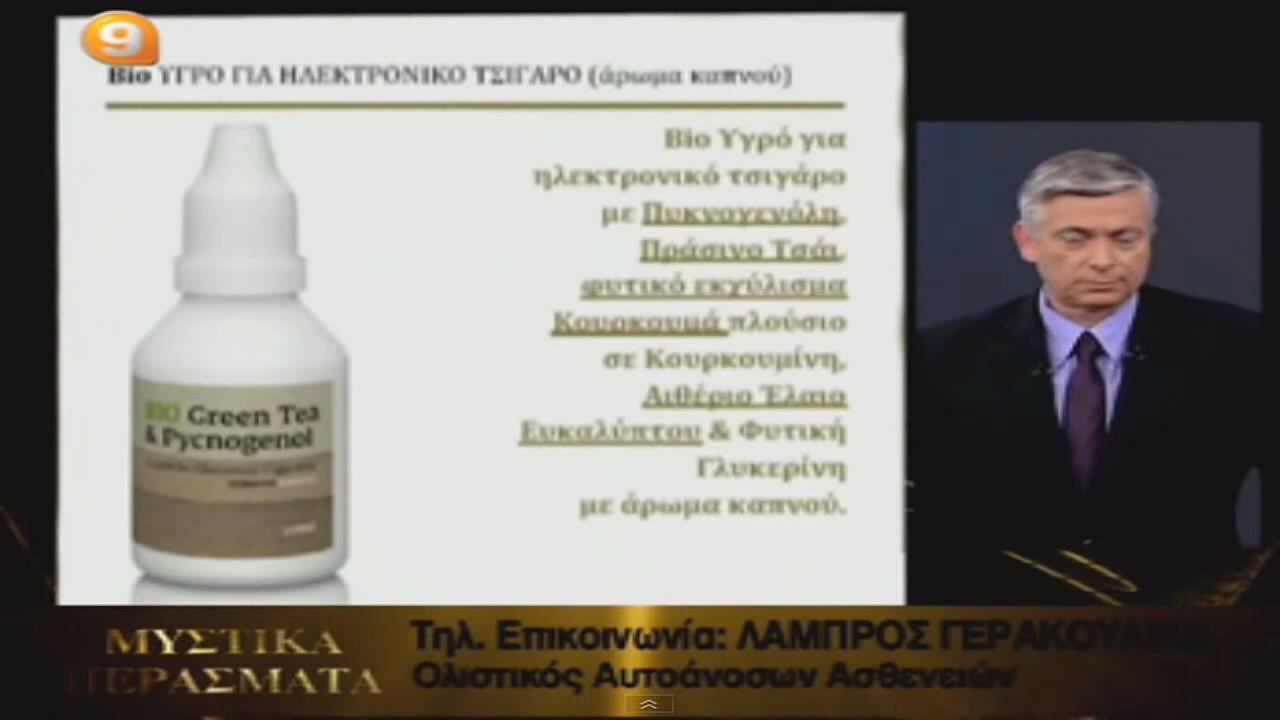 9
Bio ΥΓΡΟ ΓΙΑ ΗΛΕΚΤΡΟΝΙΚΟ ΤΣΙΓΑΡΟ (άρωμα καπνού)
Bio Υγρό για
ηλεκτρονικό τσιγάρο
με Πυκνογενόλη,
Πράσινο Τσάι,
φυτικό εκχύλισμα
Κουρκουμά πλούσιο
σε Κουρκουμίνη,
Αιθέριο Έλαιο
Ευκαλύπτου & Φυτική
Γλυκερίνη
με άρωμα καπνού.
BIO Green Tea
& Pycnogenol
ΜΥΣΤΙΚΑ
ΠΕΡΑΣΜΑΤΑ
Τηλ. Επικοινωνία: ΛΑΜΠΡΟΣ
Ολιστικός Αυτοάνοσων Ασθενειών